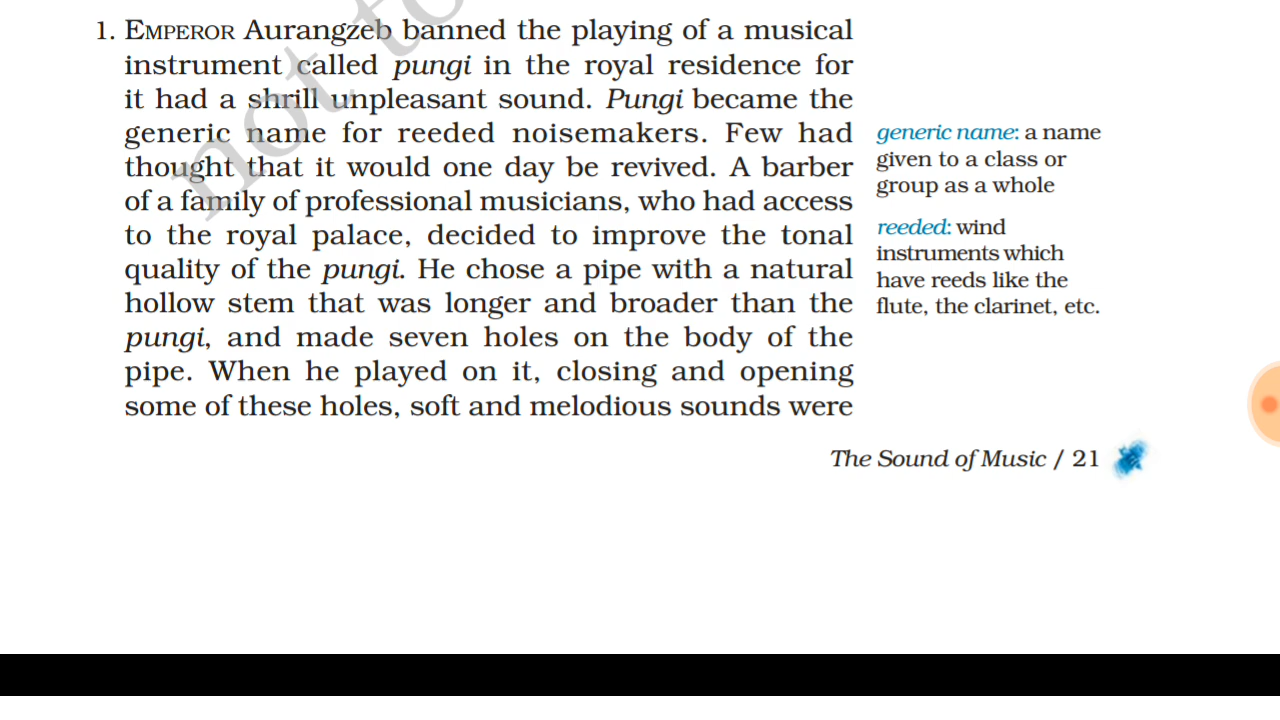 1. EMPEROR Aurangzeb banned the playing of a musical
instrument called pungi in the royal residence for
it had a shrill unpleasant sound. Pungi became the
generic name for reeded noisemakers. Few had
thought that it would one day be revived. A barber
of a family of professional musicians, who had access
to the royal palace, decided to improve the tonal
quality of the pungi. He chose a pipe with a natural
hollow stem that was longer and broader than the
pungi, and made seven holes on the body of the
pipe. When he played on it, closing and opening
some of these holes, soft and melodious sounds were
generic name: a name
given to a class or
group as a whole
reeded: wind
instruments which
have reeds like the
flute, the clarinet, etc.
The Sound of Music / 21
not to